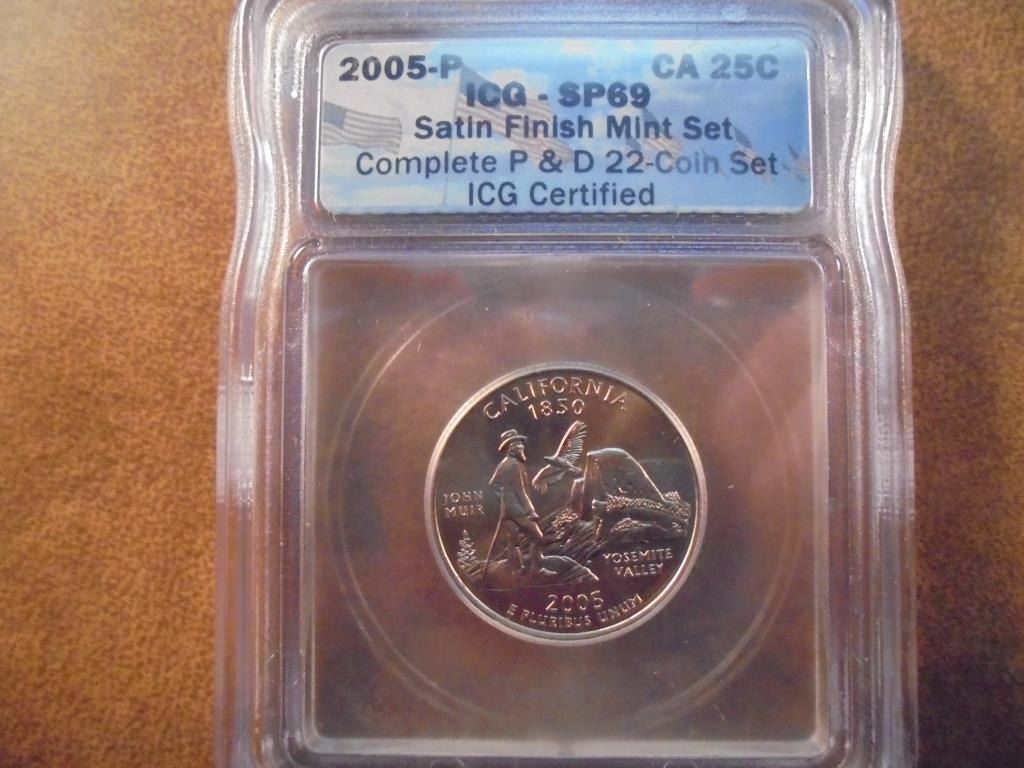 2005-P CA 25C
ICG - SP69
Satin Finish Mint Set
Complete P & D 22-Coin Set
ICG Certified
CALIFORNIA
1850
JOHN
MUIR
YOSEMITE
VALLEY
2005
E PLURIBUS UNUM